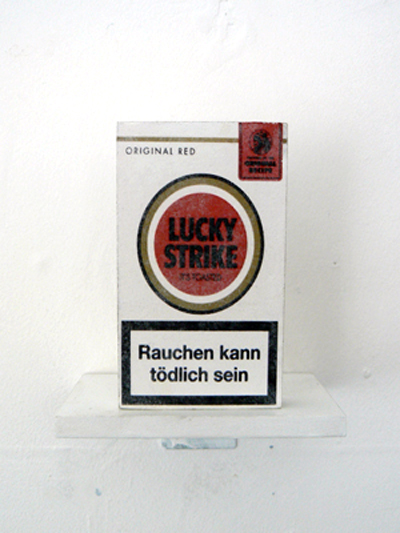 ORIGINAL RED
LUCKY
STRIKE
Rauchen kann
tödlich sein